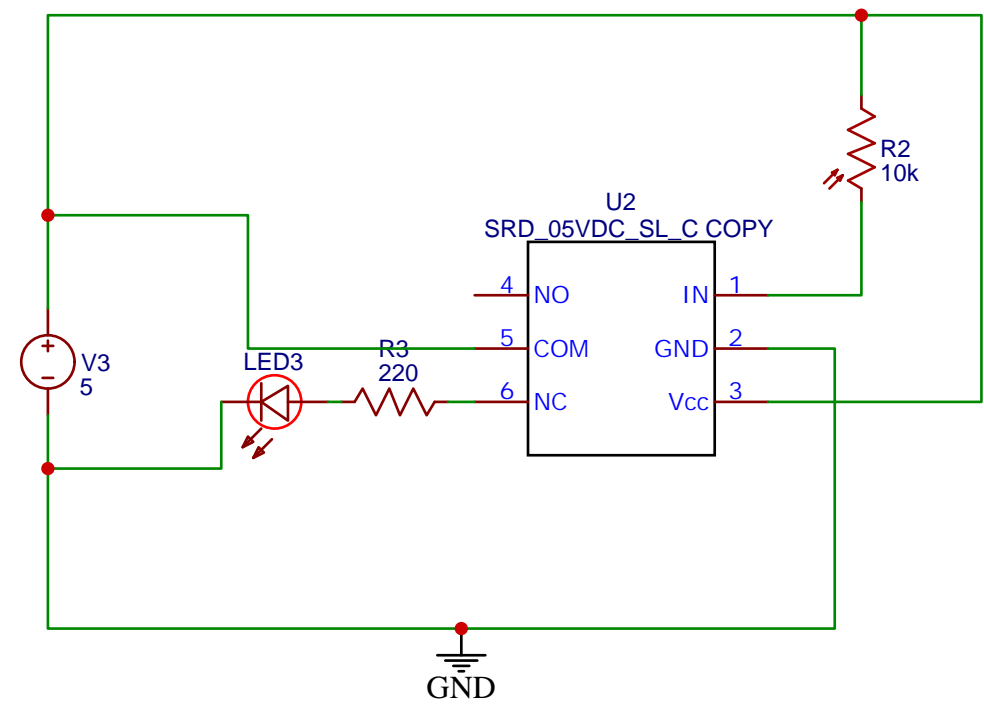 R2
10k
U2
SRD_05VDC_SL_C COPY
4
NO
IN
1
5
COM
GND
2
6
NC
Vcc
3
R3
220
LED3
V3
5
GND